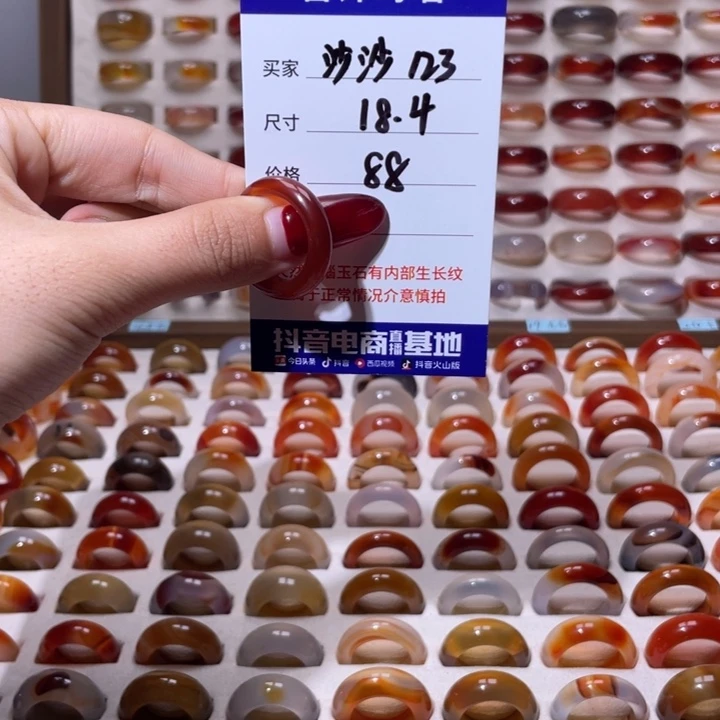 买家 沙沙 123
尺寸 18.4
价格 88
玉石有内部生长纹
于正常情况介意慎拍
抖音电商直播基地
今日头条 抖音 西瓜视频 抖音火山版